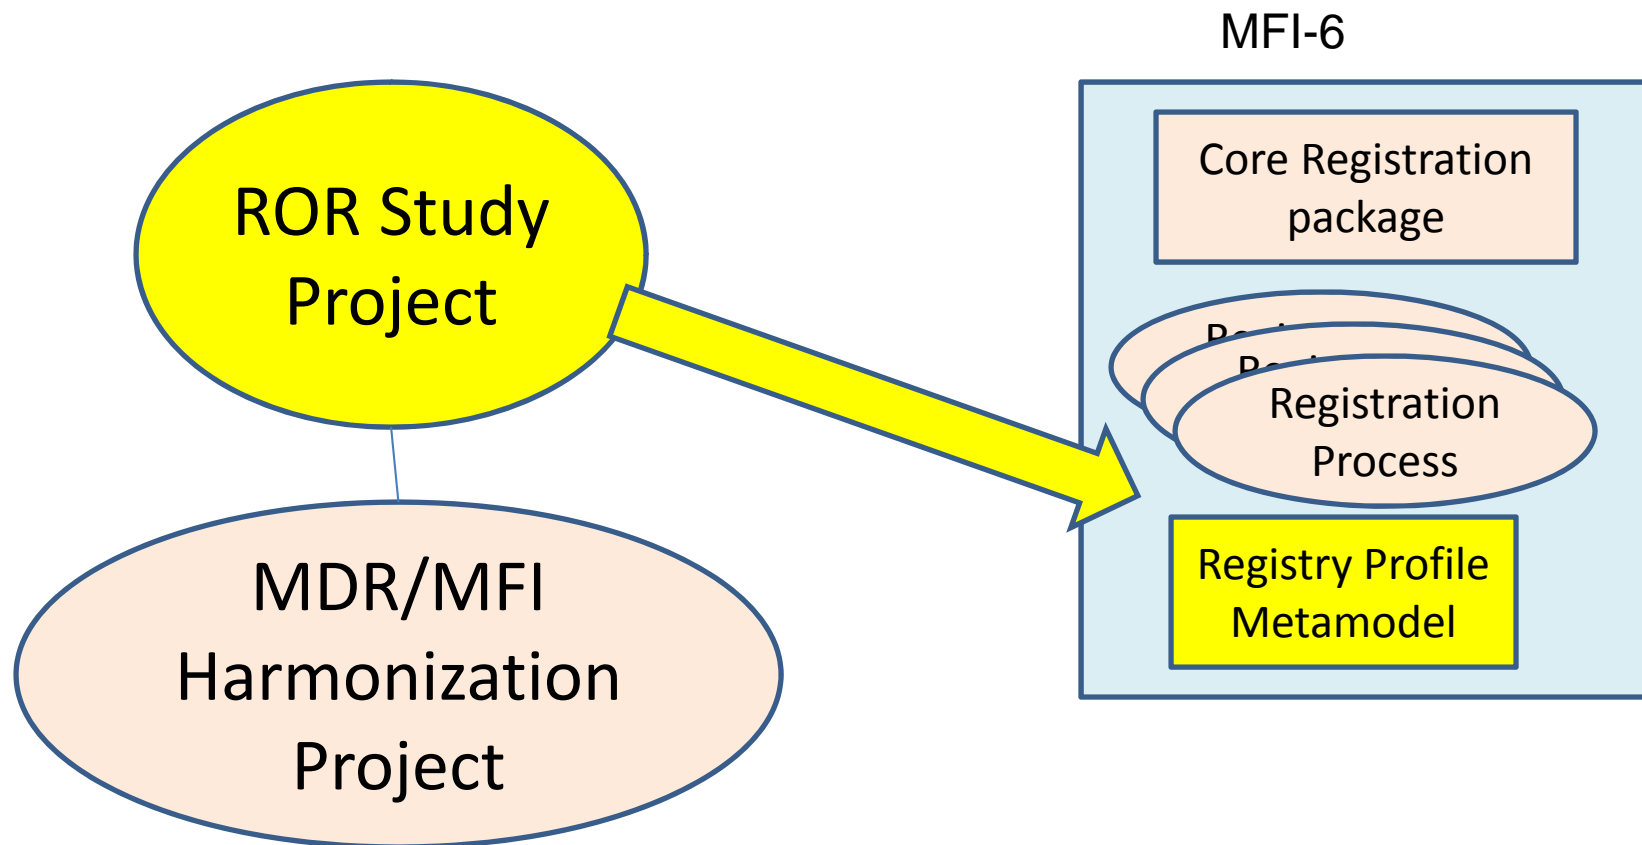 MFI-6
ROR Study
Project
Core Registration
package
Registration
Process
Registry Profile
Metamodel
MDR/MFI
Harmonization
Project